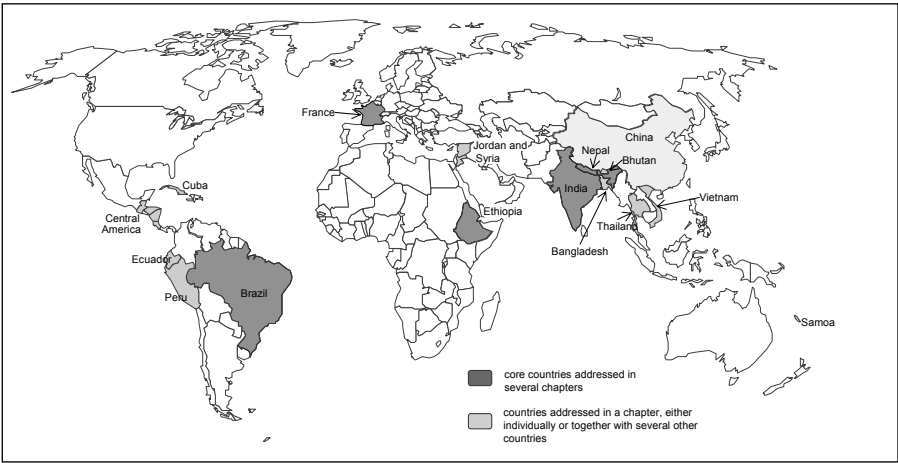 France
Jordan and
Syria
China
Nepal
Bhutan
India
Vietnam
Thailand
Bangladesh
Ethiopia
Cuba
Central
America
Ecuador
Peru
Brazil
Samoa
core countries addressed in
several chapters
countries addressed in a chapter, either
individually or together with several other
countries